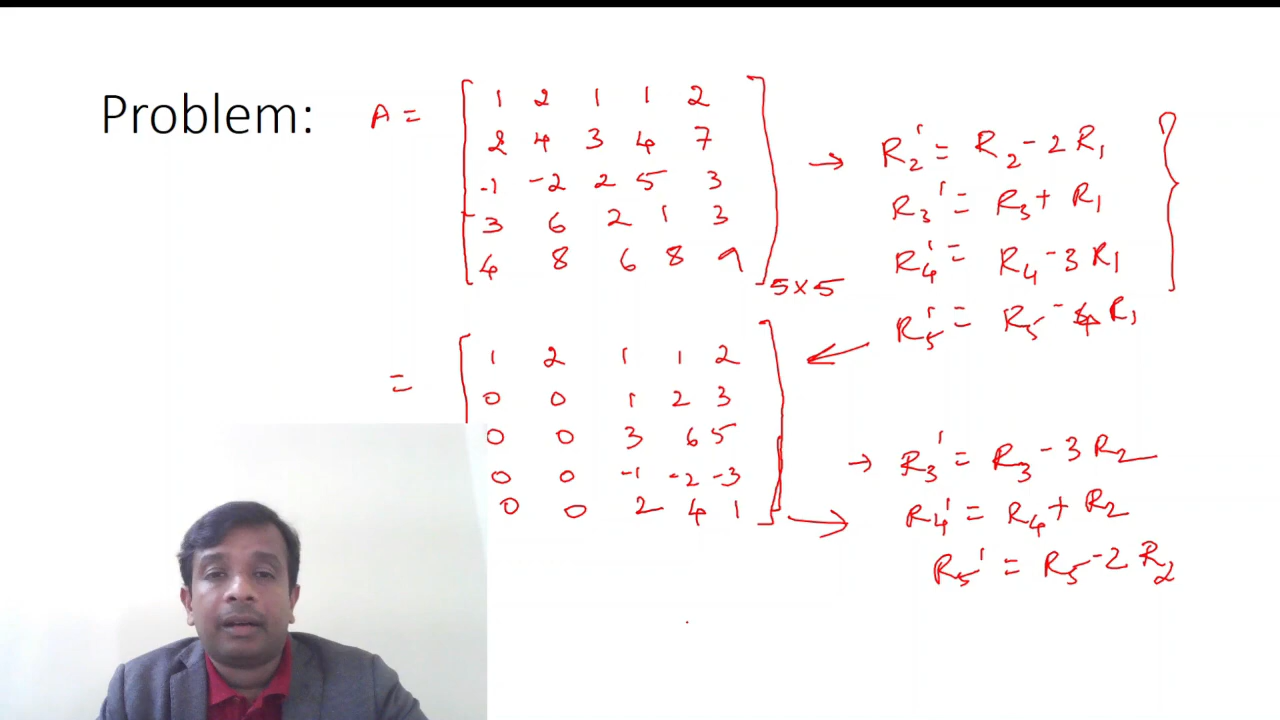 Problem: A =
1 2 1 1 2
2 4 3 4 7
-1 -2 2 5 3
3 6 2 1 3
4 8 6 8 9
5×5
→ R₂' = R₂ - 2R₁
R₃' = R₃ + R₁
R₄' = R₄ - 3R₁
R₅' = R₅ - 4R₁
=
1 2 1 1 2
0 0 1 2 3
0 0 3 6 5
0 0 -1 -2 -3
0 0 2 4 1
→ R₃' = R₃ - 3R₂
R₄' = R₄ + R₂
R₅' = R₅ - 2R₂